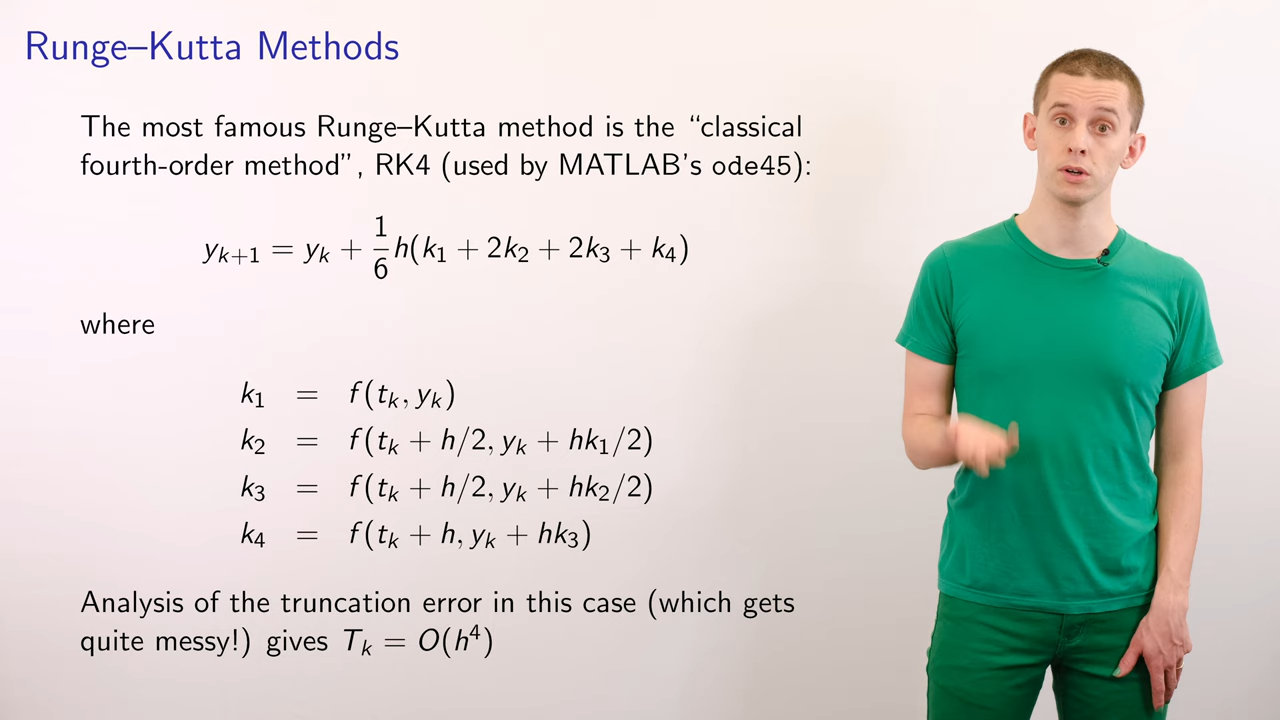 Runge–Kutta Methods
The most famous Runge–Kutta method is the “classical
fourth-order method”, RK4 (used by MATLAB’s ode45):
y_{k+1} = y_k + \frac{1}{6}h(k_1 + 2k_2 + 2k_3 + k_4)
where
k_1 = f(t_k, y_k)
k_2 = f(t_k + h/2, y_k + hk_1/2)
k_3 = f(t_k + h/2, y_k + hk_2/2)
k_4 = f(t_k + h, y_k + hk_3)
Analysis of the truncation error in this case (which gets
quite messy!) gives T_k = O(h^4)